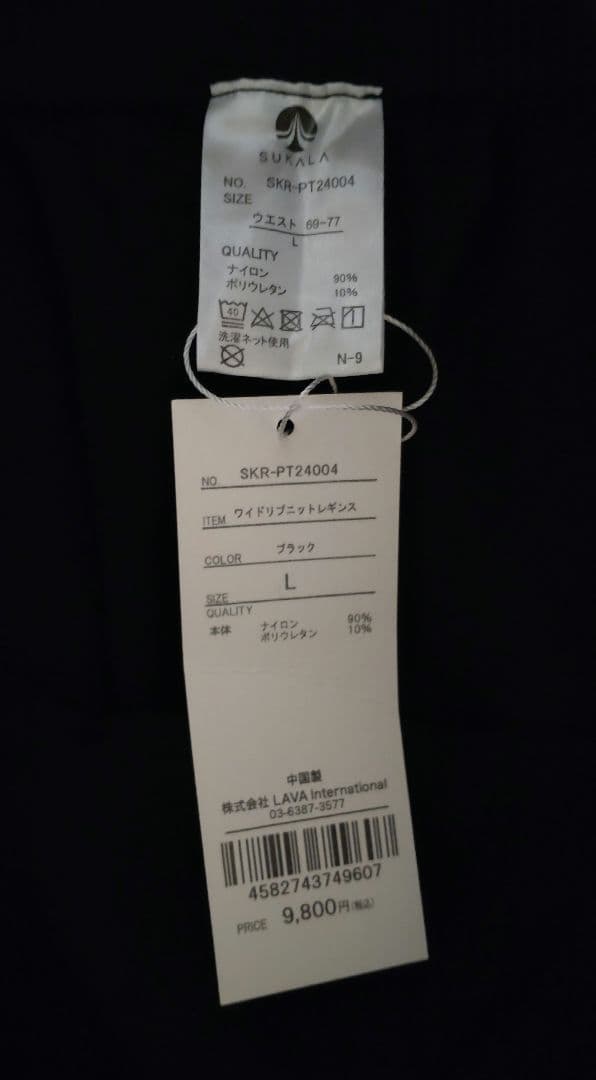 SUKALA
NO. SKR-PT24004
SIZE
ウエスト 69-77
L
QUALITY
ナイロン 90%
ポリウレタン 10%
40
洗濯ネット使用
N-9
NO. SKR-PT24004
ITEM ワイドリブニットレギンス
COLOR ブラック
SIZE L
QUALITY
本体 ナイロン 90%
ポリウレタン 10%
中国製
株式会社 LAVA International
03-6387-3577
4582743749607
PRICE 9,800円(税込)